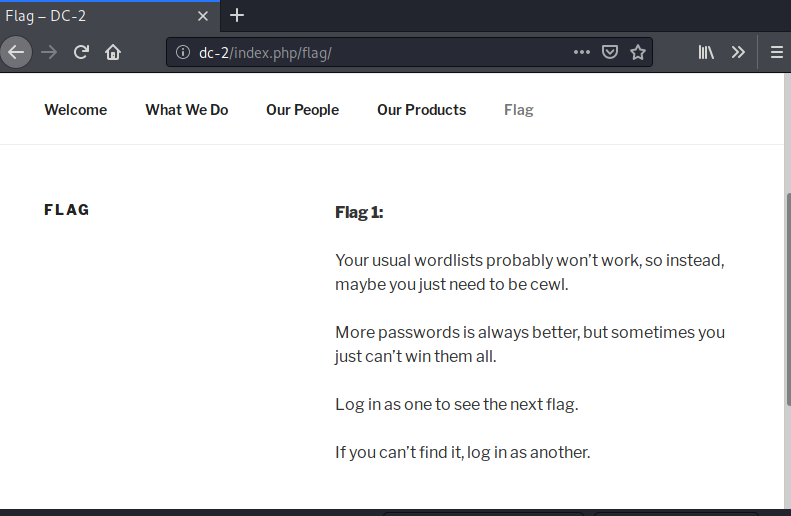 Flag – DC-2
dc-2/index.php/flag/
Welcome What We Do Our People Our Products Flag
FLAG
Flag 1:
Your usual wordlists probably won’t work, so instead,
maybe you just need to be cewl.
More passwords is always better, but sometimes you
just can’t win them all.
Log in as one to see the next flag.
If you can’t find it, log in as another.